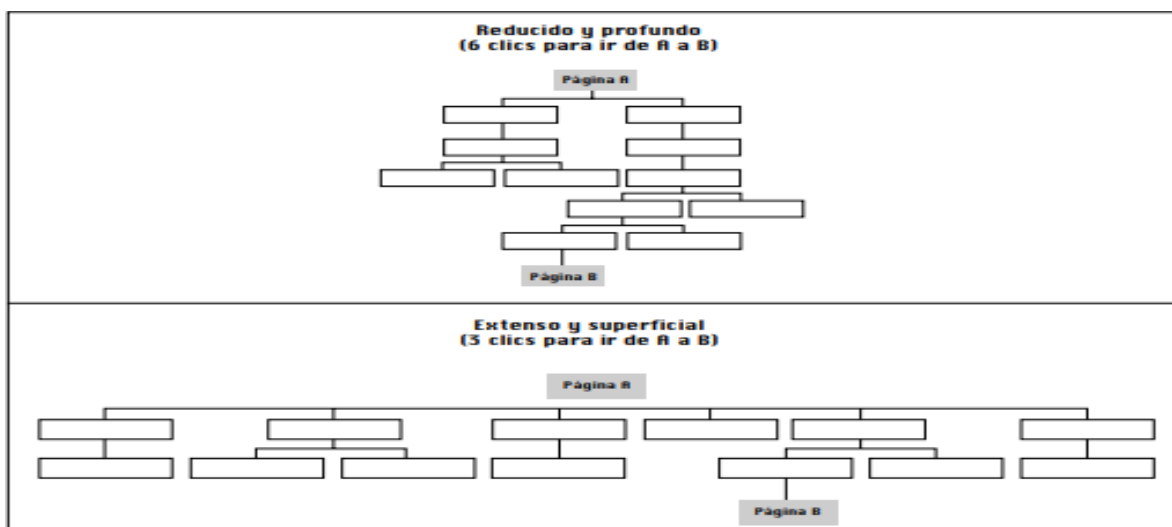 Reducido y profundo
(6 clics para ir de A a B)
Página A
Página B
Extenso y superficial
(3 clics para ir de A a B)
Página A
Página B